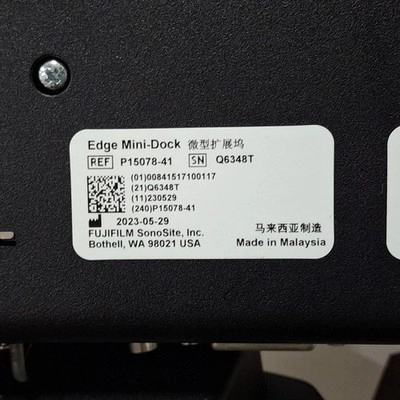 Edge Mini-Dock 微型扩展坞
REF P15078-41 SN Q6348T
(01)00841517100117
(21)Q6348T
(11)230529
(240)P15078-41
2023-05-29
FUJIFILM SonoSite, Inc.
Bothell, WA 98021 USA
马来西亚制造
Made in Malaysia